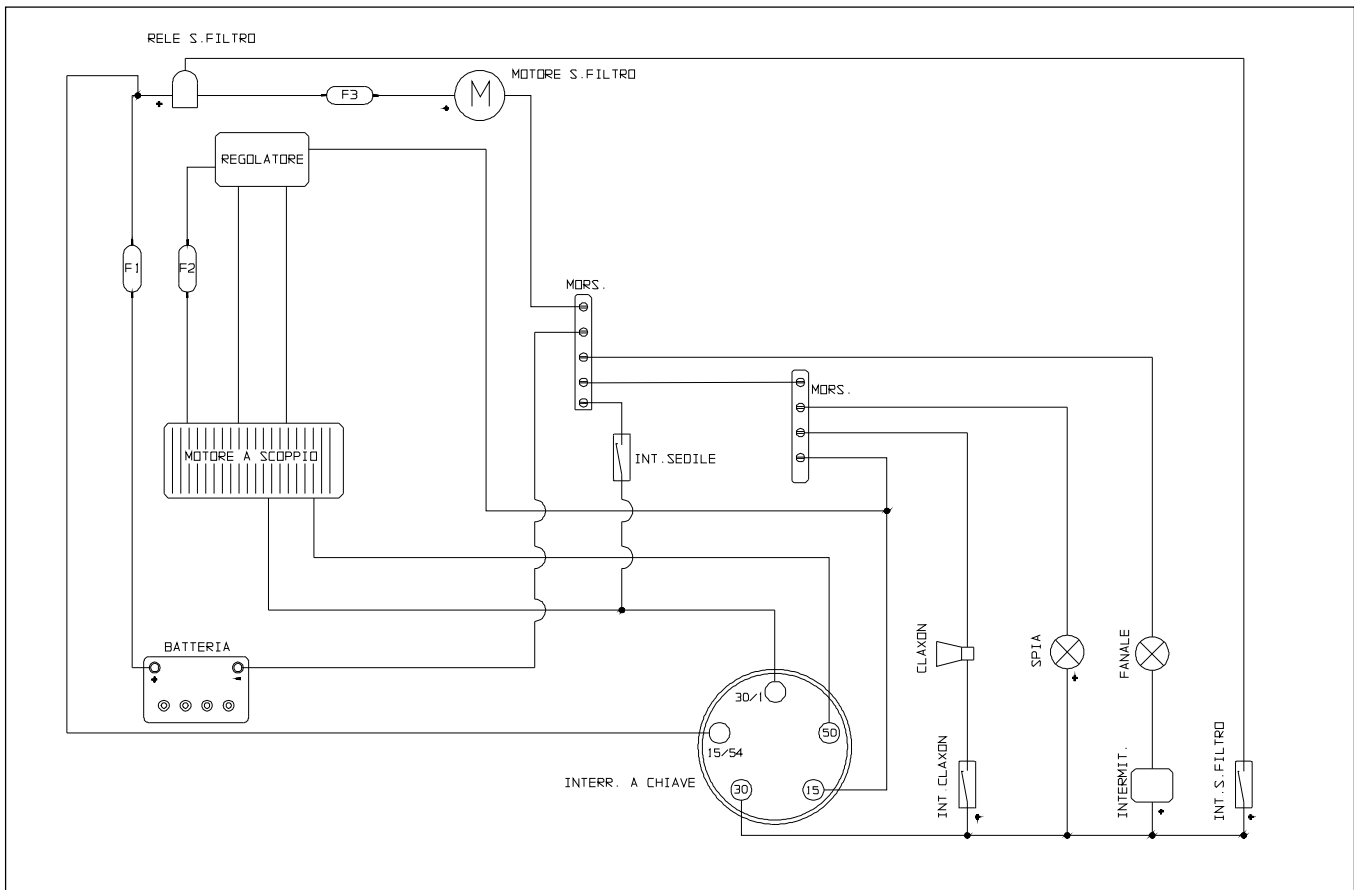 RELE S.FILTRO
MOTORE S.FILTRO
F3
M
+
+
REGOLATORE
F1
F2
MORS.
MORS.
MOTORE A SCOPPIO
INT.SEDILE
BATTERIA
+
-
CLAXON
SPIA
+
FANALE
30/1
15/54
50
30
15
INTERR. A CHIAVE
INT.CLAXON
+
INTERMIT.
+
INT.S.FILTRO
+